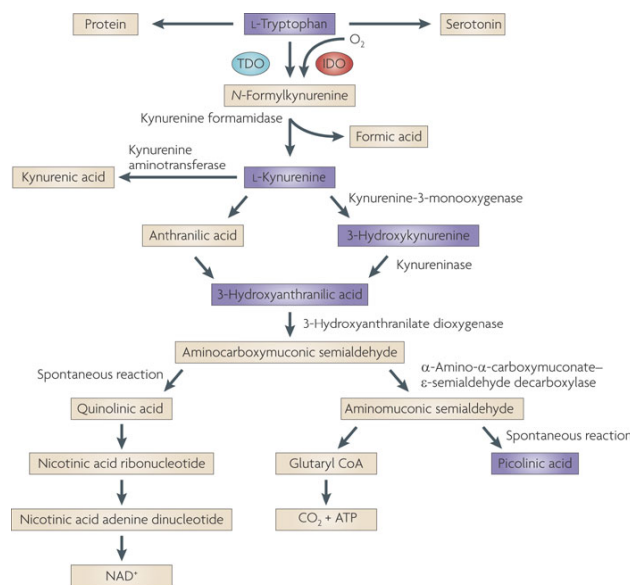 Protein
L-Tryptophan
Serotonin
O2
TDO
IDO
N-Formylkynurenine
Kynurenine formamidase
Formic acid
Kynurenine
aminotransferase
Kynurenic acid
L-Kynurenine
Kynurenine-3-monooxygenase
Anthranilic acid
3-Hydroxykynurenine
Kynureninase
3-Hydroxyanthranilic acid
3-Hydroxyanthranilate dioxygenase
Aminocarboxmuconic semialdehyde
Spontaneous reaction
α-Amino-α-carboxymuconate–
ε-semialdehyde decarboxylase
Quinolinic acid
Aminomuconic semialdehyde
Spontaneous reaction
Nicotinic acid ribonucleotide
Glutaryl CoA
Picolinic acid
Nicotinic acid adenine dinucleotide
CO2 + ATP
NAD+